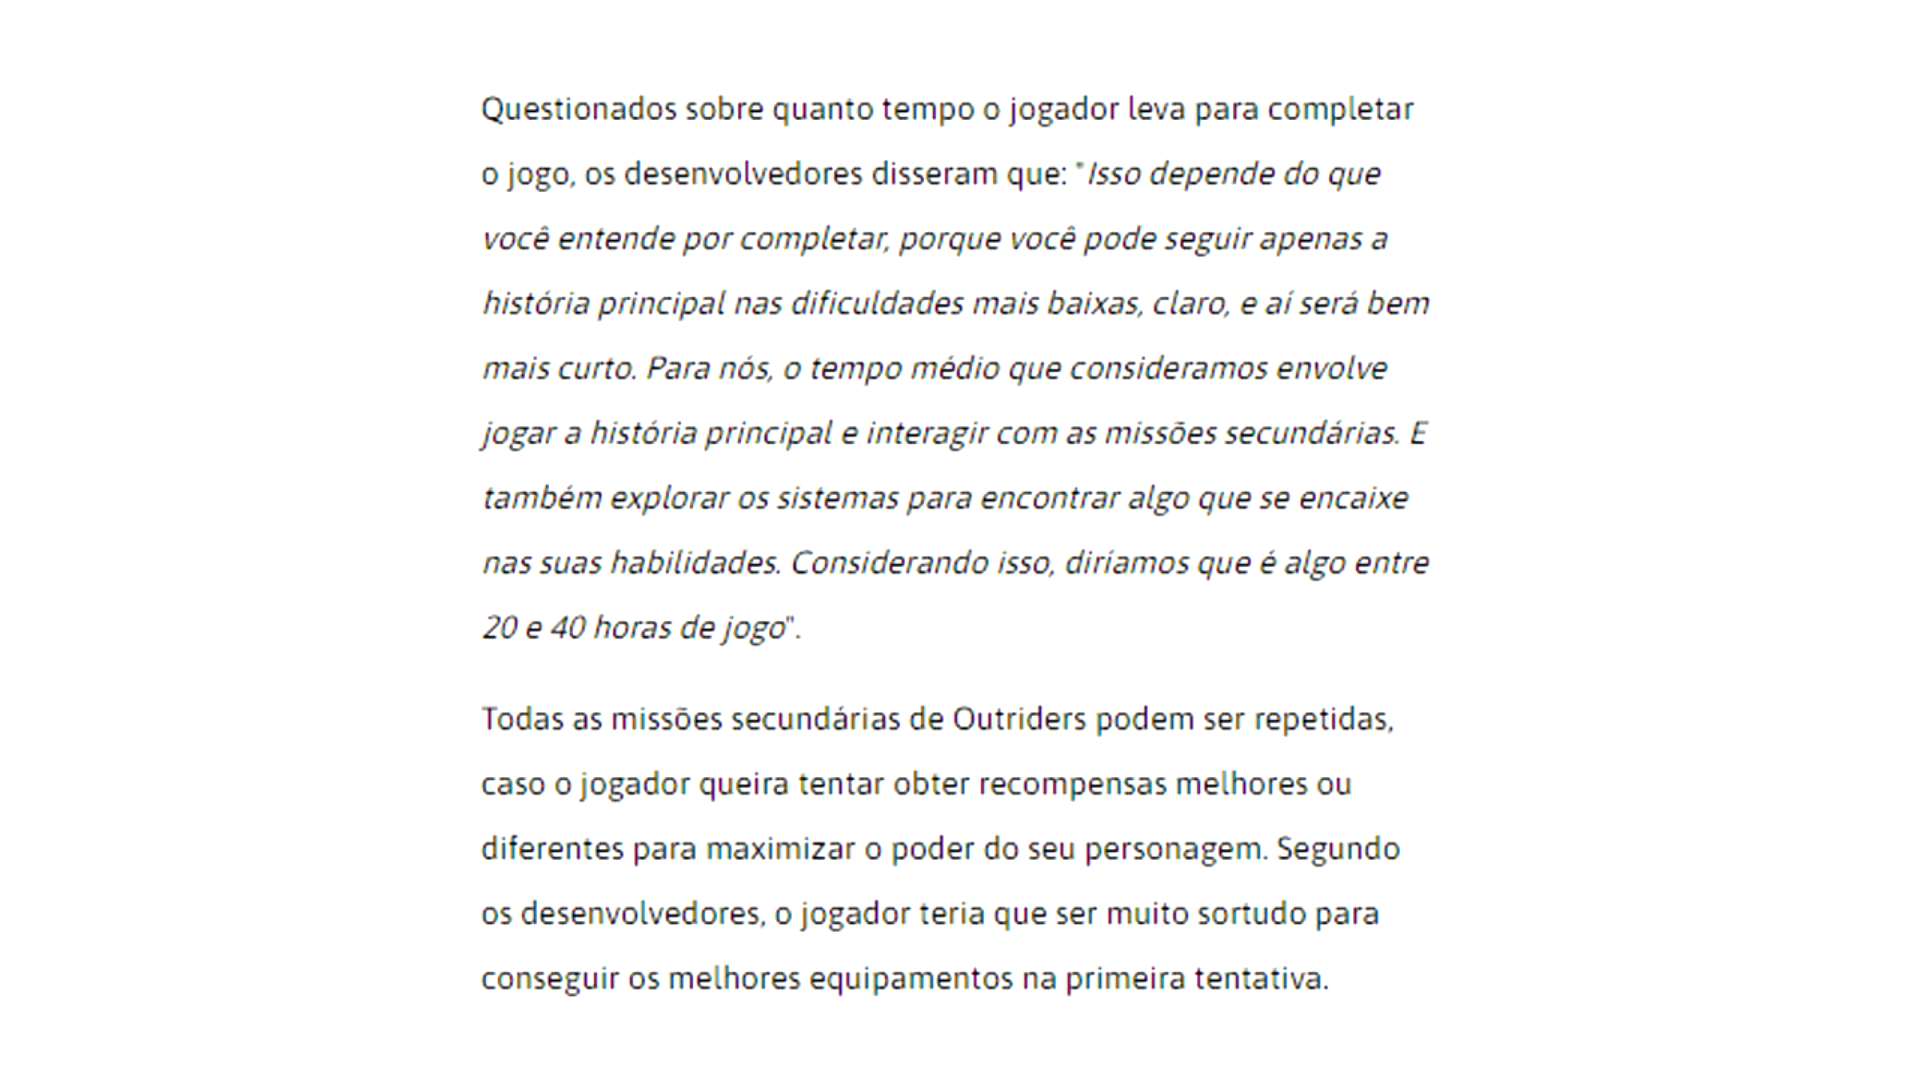 Questionados sobre quanto tempo o jogador leva para completar
o jogo, os desenvolvedores disseram que: "Isso depende do que
você entende por completar, porque você pode seguir apenas a
história principal nas dificuldades mais baixas, claro, e aí será bem
mais curto. Para nós, o tempo médio que consideramos envolve
jogar a história principal e interagir com as missões secundárias. E
também explorar os sistemas para encontrar algo que se encaixe
nas suas habilidades. Considerando isso, diríamos que é algo entre
20 e 40 horas de jogo".
Todas as missões secundárias de Outriders podem ser repetidas,
caso o jogador queira tentar obter recompensas melhores ou
diferentes para maximizar o poder do seu personagem. Segundo
os desenvolvedores, o jogador teria que ser muito sortudo para
conseguir os melhores equipamentos na primeira tentativa.